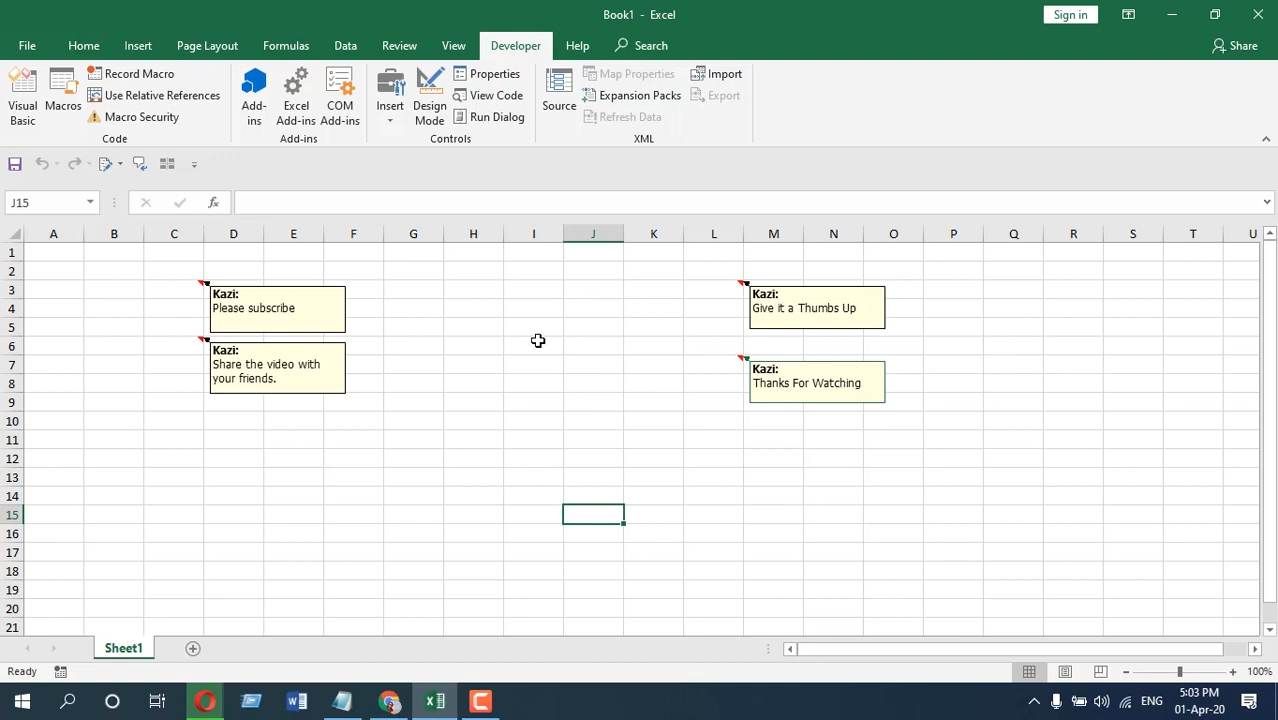 Book1 - Excel
Sign in
File Home Insert Page Layout Formulas Data Review View Developer Help Search Share
Visual Basic
Macros
Record Macro
Use Relative References
Macro Security
Code
Add-ins
Excel Add-ins
COM Add-ins
Add-ins
Insert
Design Mode
Properties
View Code
Run Dialog
Controls
Source
Map Properties
Expansion Packs
Refresh Data
Import
Export
XML
J15
fx
A B C D E F G H I J K L M N O P Q R S T U
1
2
3
4
5
6
7
8
9
10
11
12
13
14
15
16
17
18
19
20
21
Kazi:
Please subscribe
Kazi:
Share the video with
your friends.
Kazi:
Give it a Thumbs Up
Kazi:
Thanks For Watching
Sheet1
Ready
100%
ENG
5:03 PM
01-Apr-20